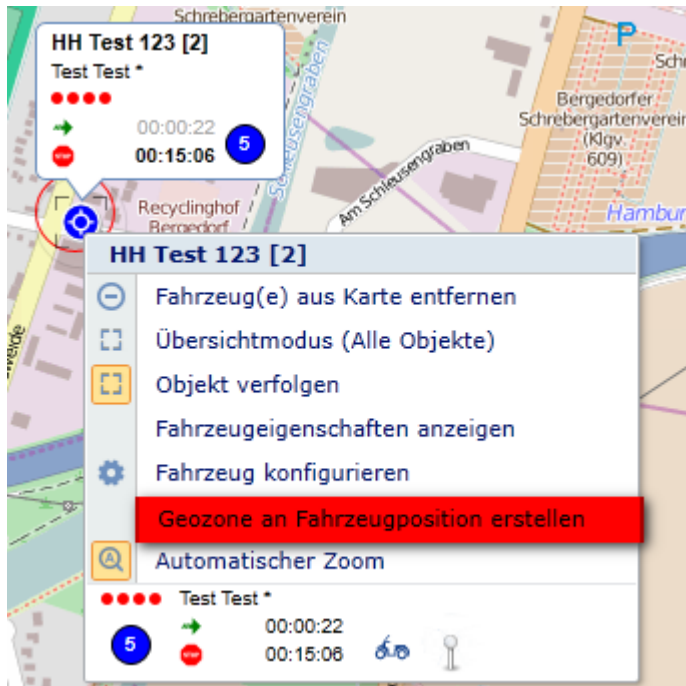 Schrebergartenverein
HH Test 123 [2]
Test Test *
00:00:22
00:15:06
5
P
Bergedorfer
Schrebergartenverein
(Klgv
609)
Schleusengraben
Am Schleusengraben
Recyclinghof
Bergedorf
HH Test 123 [2]
Fahrzeug(e) aus Karte entfernen
Übersichtmodus (Alle Objekte)
Objekt verfolgen
Fahrzeugeigenschaften anzeigen
Fahrzeug konfigurieren
Geozone an Fahrzeugposition erstellen
Automatischer Zoom
Test Test *
00:00:22
5
00:15:06